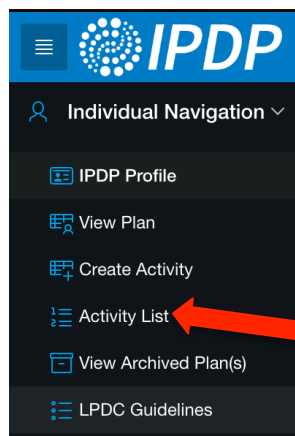 IPDP
Individual Navigation
IPDP Profile
View Plan
Create Activity
Activity List
View Archived Plan(s)
LPDC Guidelines